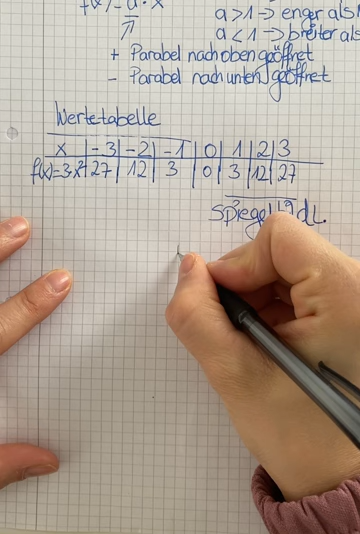 a > 1 -> enger als
a < 1 -> breiter als
+ Parabel nach oben geöffnet
- Parabel nach unten geöffnet
Wertetabelle
x | -3 | -2 | -1 | 0 | 1 | 2 | 3
f(x)=3x² | 27 | 12 | 3 | 0 | 3 | 12 | 27